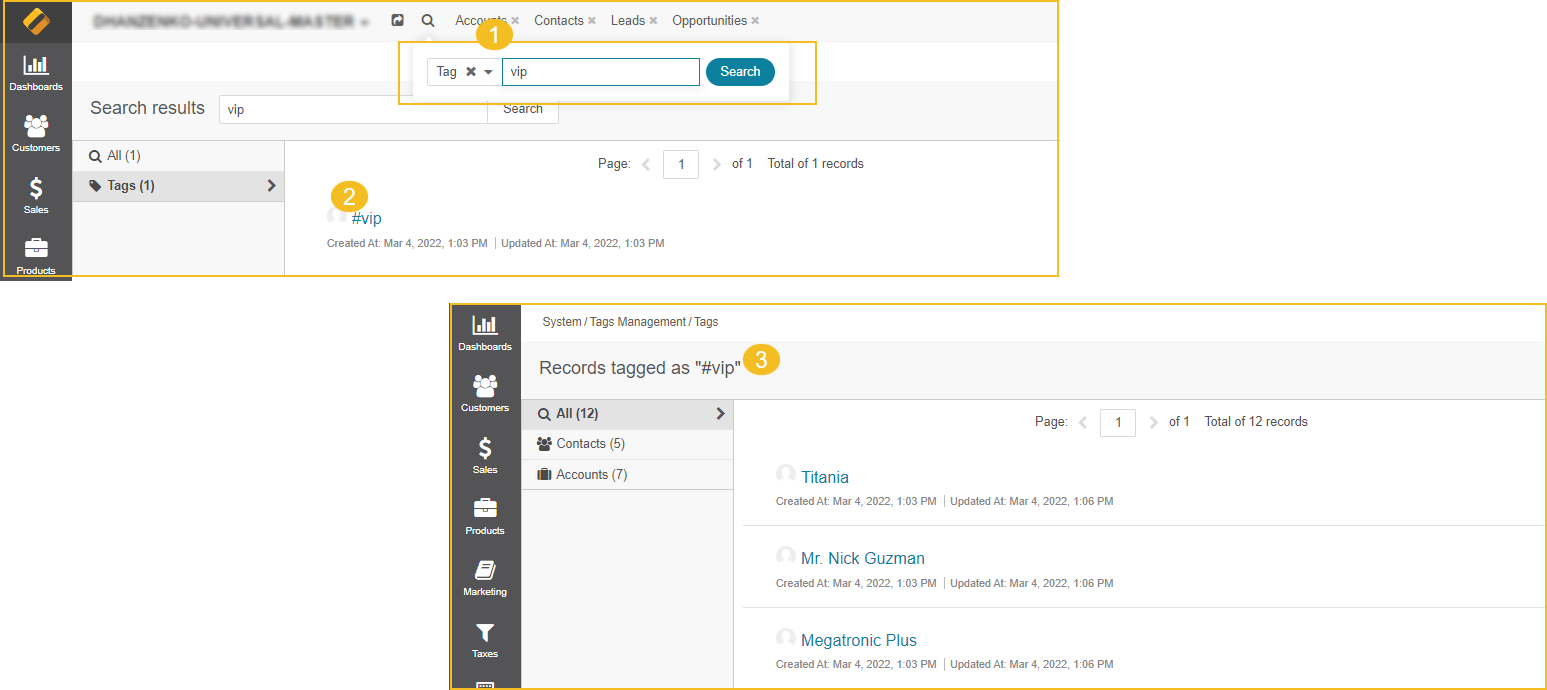 Accounts Contacts Leads Opportunities
1
Tag vip Search
Search results vip Search
All (1)
Tags (1)
Page: 1 of 1 Total of 1 records
2
#vip
Created At: Mar 4, 2022, 1:03 PM Updated At: Mar 4, 2022, 1:03 PM
Dashboards
Customers
Sales
Products
System / Tags Management / Tags
Records tagged as "#vip"
3
All (12)
Contacts (5)
Accounts (7)
Page: 1 of 1 Total of 12 records
Titania
Created At: Mar 4, 2022, 1:03 PM Updated At: Mar 4, 2022, 1:06 PM
Mr. Nick Guzman
Created At: Mar 4, 2022, 1:03 PM Updated At: Mar 4, 2022, 1:06 PM
Megatronic Plus
Created At: Mar 4, 2022, 1:03 PM Updated At: Mar 4, 2022, 1:06 PM
Dashboards
Customers
Sales
Products
Marketing
Taxes